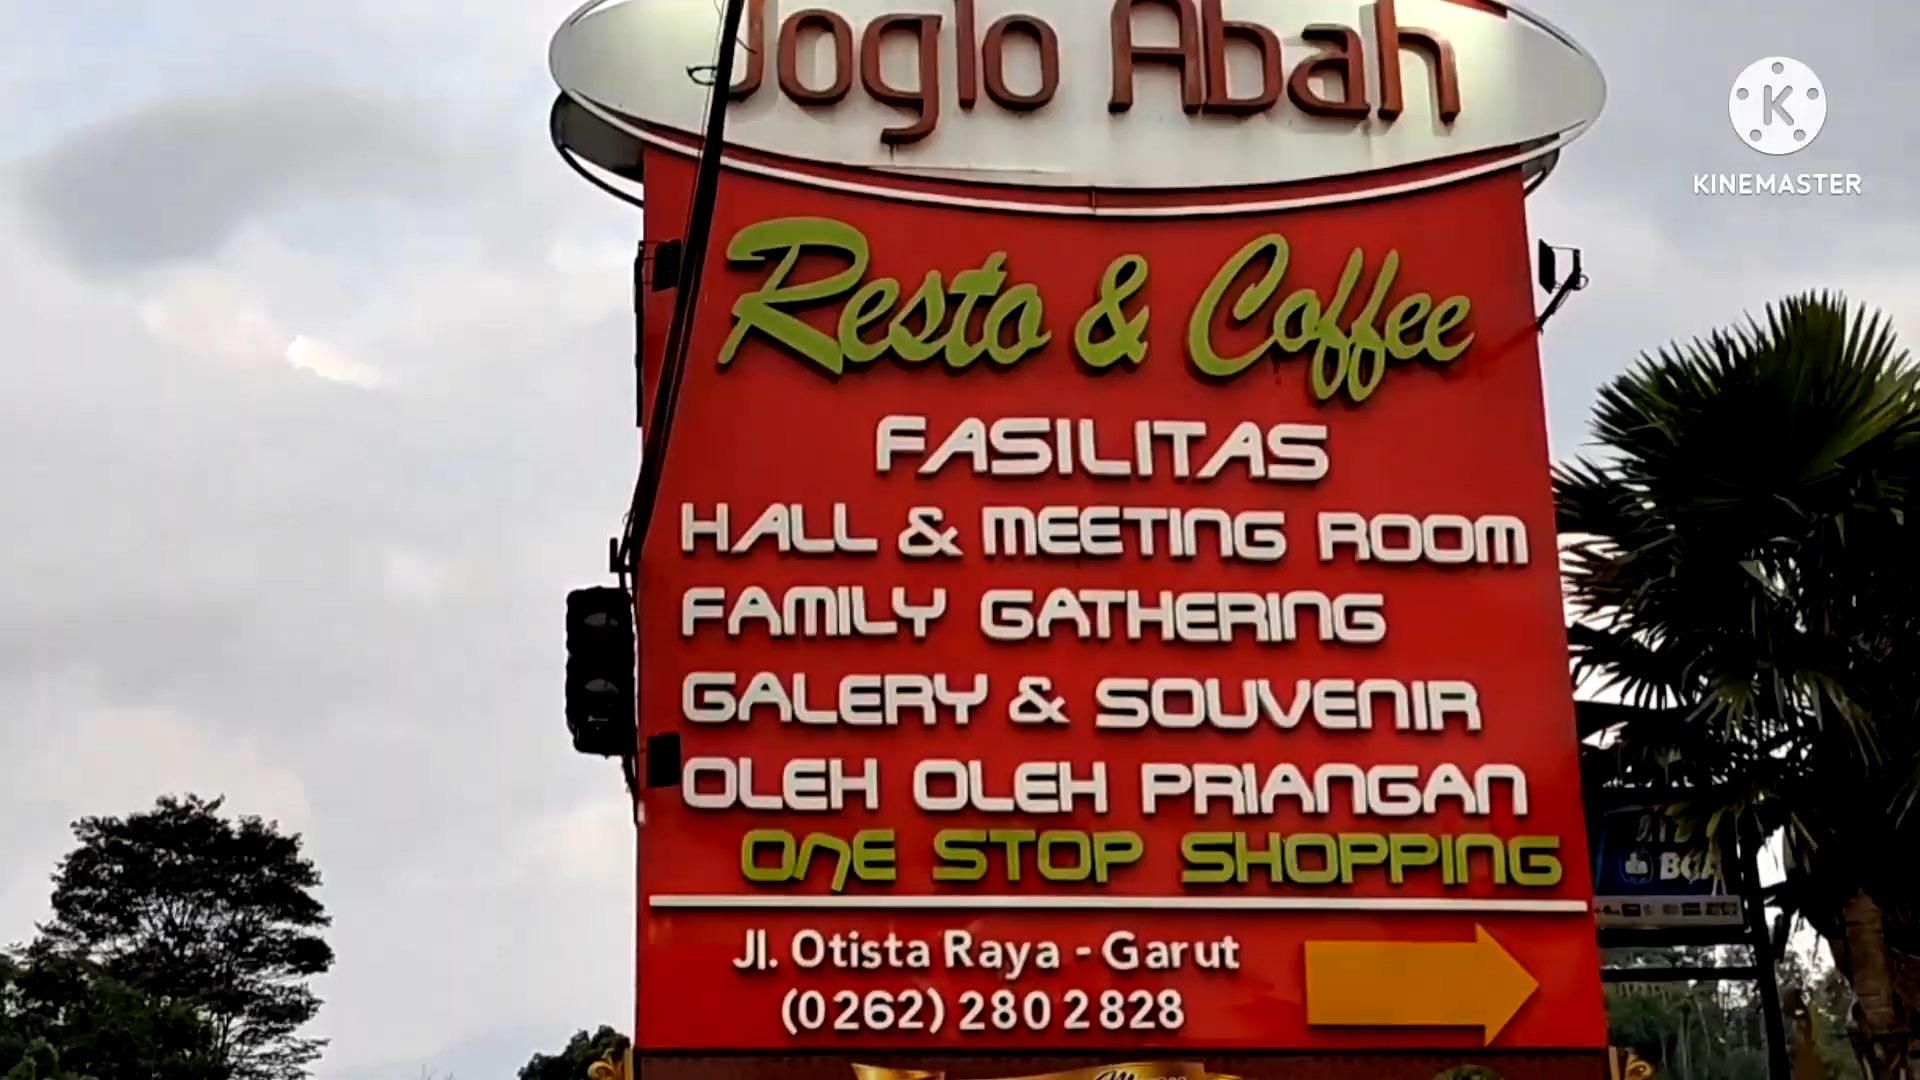 Joglo Abah
K
KINEMASTER
Resto & Coffee
FASILITAS
HALL & MEETING ROOM
FAMILY GATHERING
GALERY & SOUVENIR
OLEH OLEH PRIANGAN
ONE STOP SHOPPING
BCA
Jl. Otista Raya - Garut
(0262) 280 2828